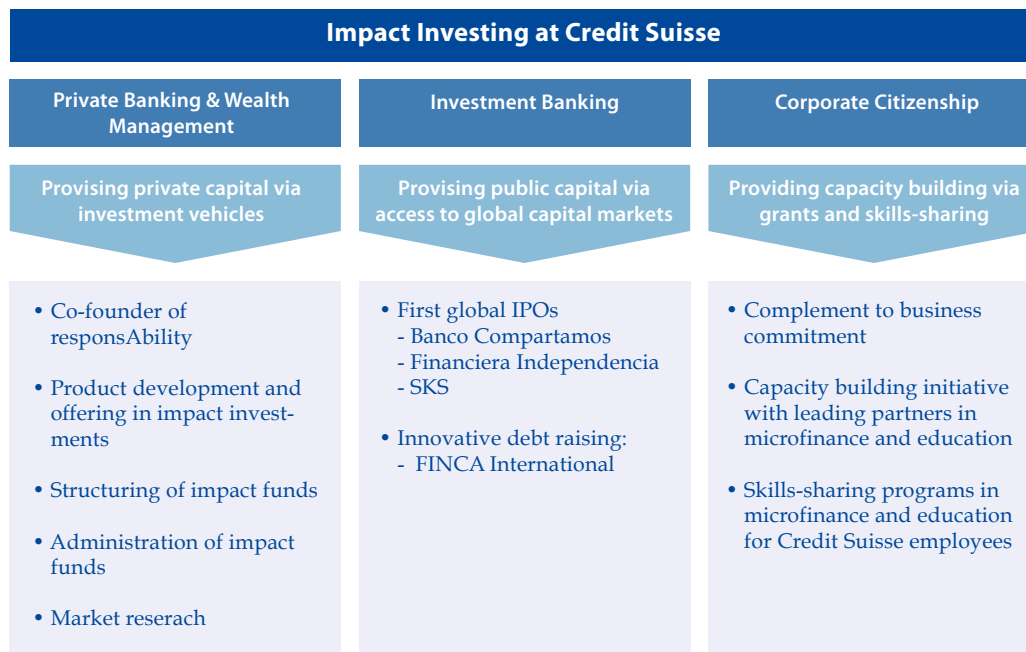 Impact Investing at Credit Suisse
Private Banking & Wealth
Management
Provising private capital via
investment vehicles
• Co-founder of
responsAbility
• Product development and
offering in impact invest-
ments
• Structuring of impact funds
• Administration of impact
funds
• Market reserach
Investment Banking
Provising public capital via
access to global capital markets
• First global IPOs
- Banco Compartamos
- Financiera Independencia
- SKS
• Innovative debt raising:
- FINCA International
Corporate Citizenship
Providing capacity building via
grants and skills-sharing
• Complement to business
commitment
• Capacity building initiative
with leading partners in
microfinance and education
• Skills-sharing programs in
microfinance and education
for Credit Suisse employees